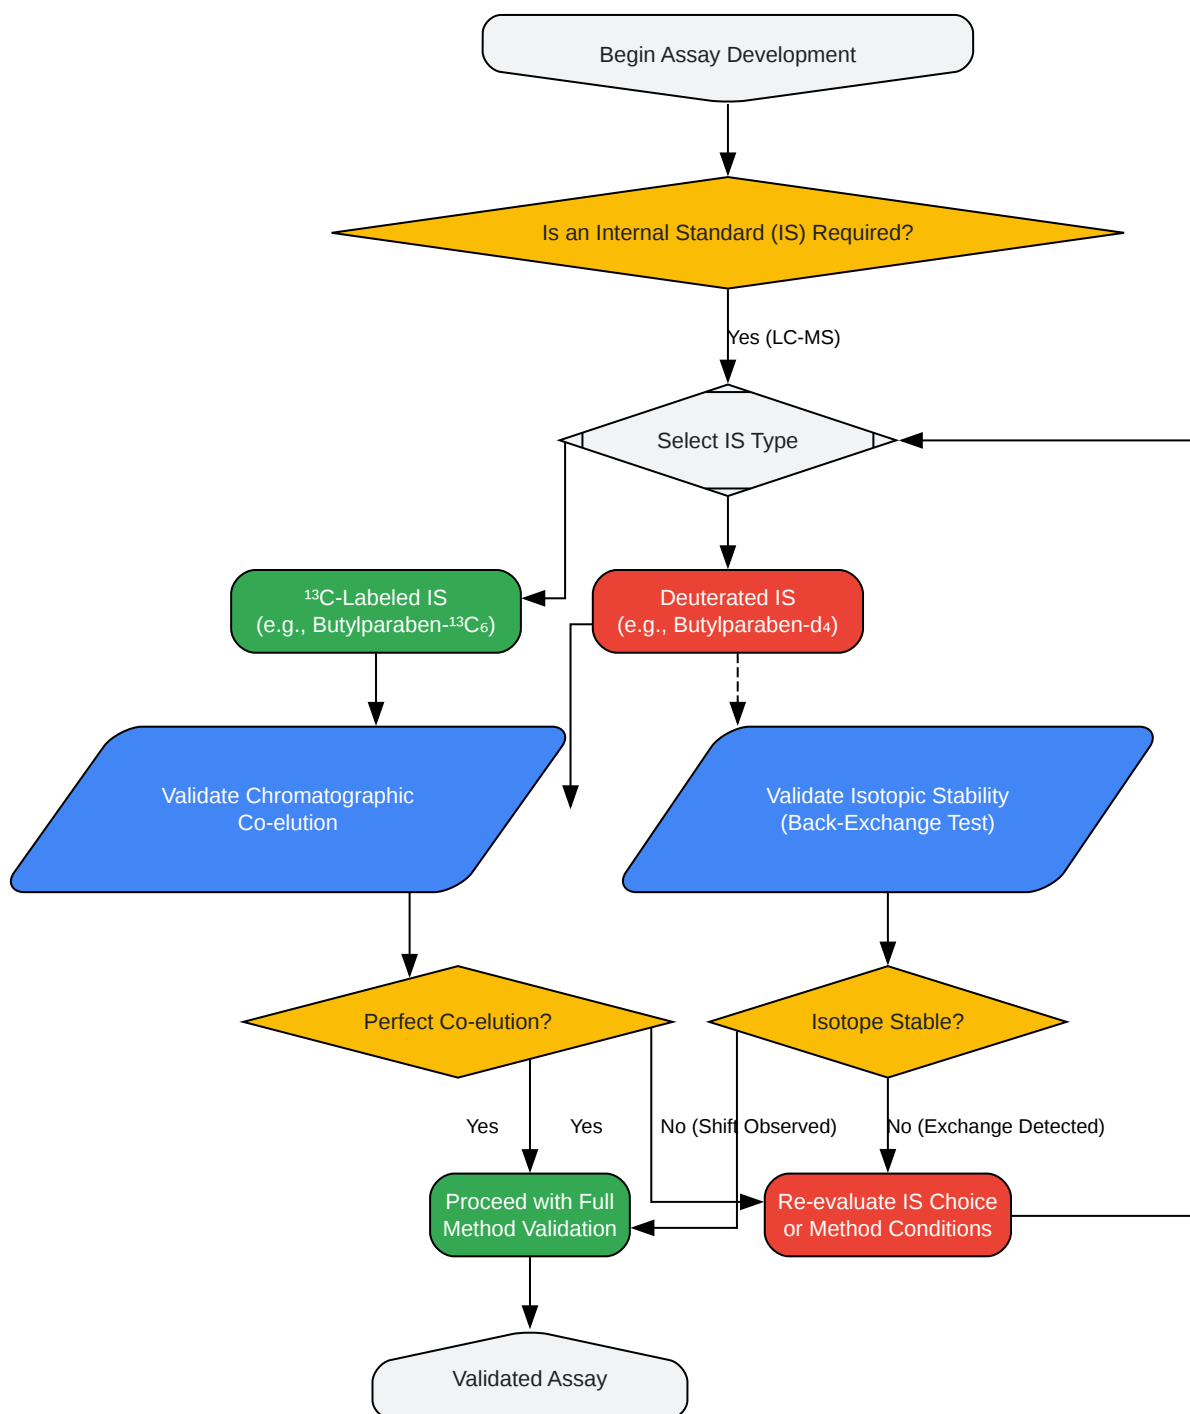 Begin Assay Development
Is an Internal Standard (IS) Required?
Yes (LC-MS)
Select IS Type
¹³C-Labeled IS
(e.g., Butylparaben-¹³C₆)
Deuterated IS
(e.g., Butylparaben-d₄)
Validate Chromatographic
Co-elution
Validate Isotopic Stability
(Back-Exchange Test)
Perfect Co-elution?
Isotope Stable?
Yes
Yes
No (Shift Observed)
No (Exchange Detected)
Proceed with Full
Method Validation
Re-evaluate IS Choice
or Method Conditions
Validated Assay